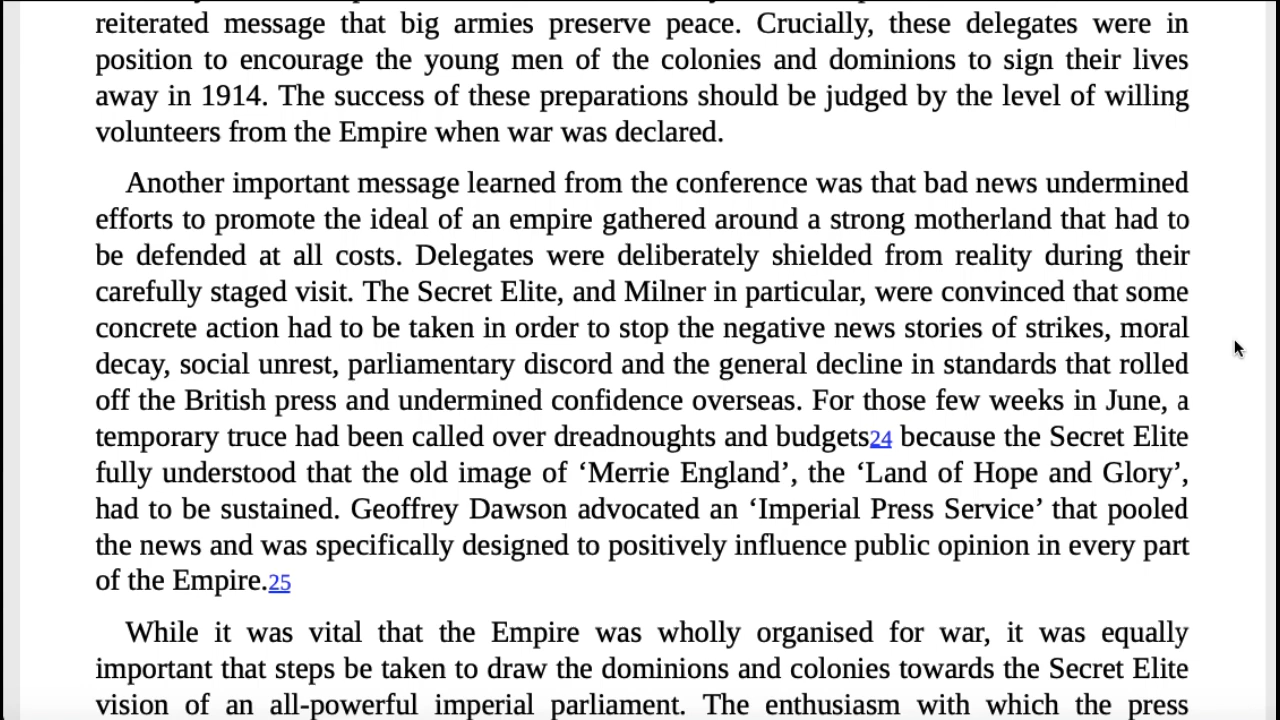 reiterated message that big armies preserve peace. Crucially, these delegates were in
position to encourage the young men of the colonies and dominions to sign their lives
away in 1914. The success of these preparations should be judged by the level of willing
volunteers from the Empire when war was declared.
Another important message learned from the conference was that bad news undermined
efforts to promote the ideal of an empire gathered around a strong motherland that had to
be defended at all costs. Delegates were deliberately shielded from reality during their
carefully staged visit. The Secret Elite, and Milner in particular, were convinced that some
concrete action had to be taken in order to stop the negative news stories of strikes, moral
decay, social unrest, parliamentary discord and the general decline in standards that rolled
off the British press and undermined confidence overseas. For those few weeks in June, a
temporary truce had been called over dreadnoughts and budgets24 because the Secret Elite
fully understood that the old image of ‘Merrie England’, the ‘Land of Hope and Glory’,
had to be sustained. Geoffrey Dawson advocated an ‘Imperial Press Service’ that pooled
the news and was specifically designed to positively influence public opinion in every part
of the Empire.25
While it was vital that the Empire was wholly organised for war, it was equally
important that steps be taken to draw the dominions and colonies towards the Secret Elite
vision of an all-powerful imperial parliament. The enthusiasm with which the press